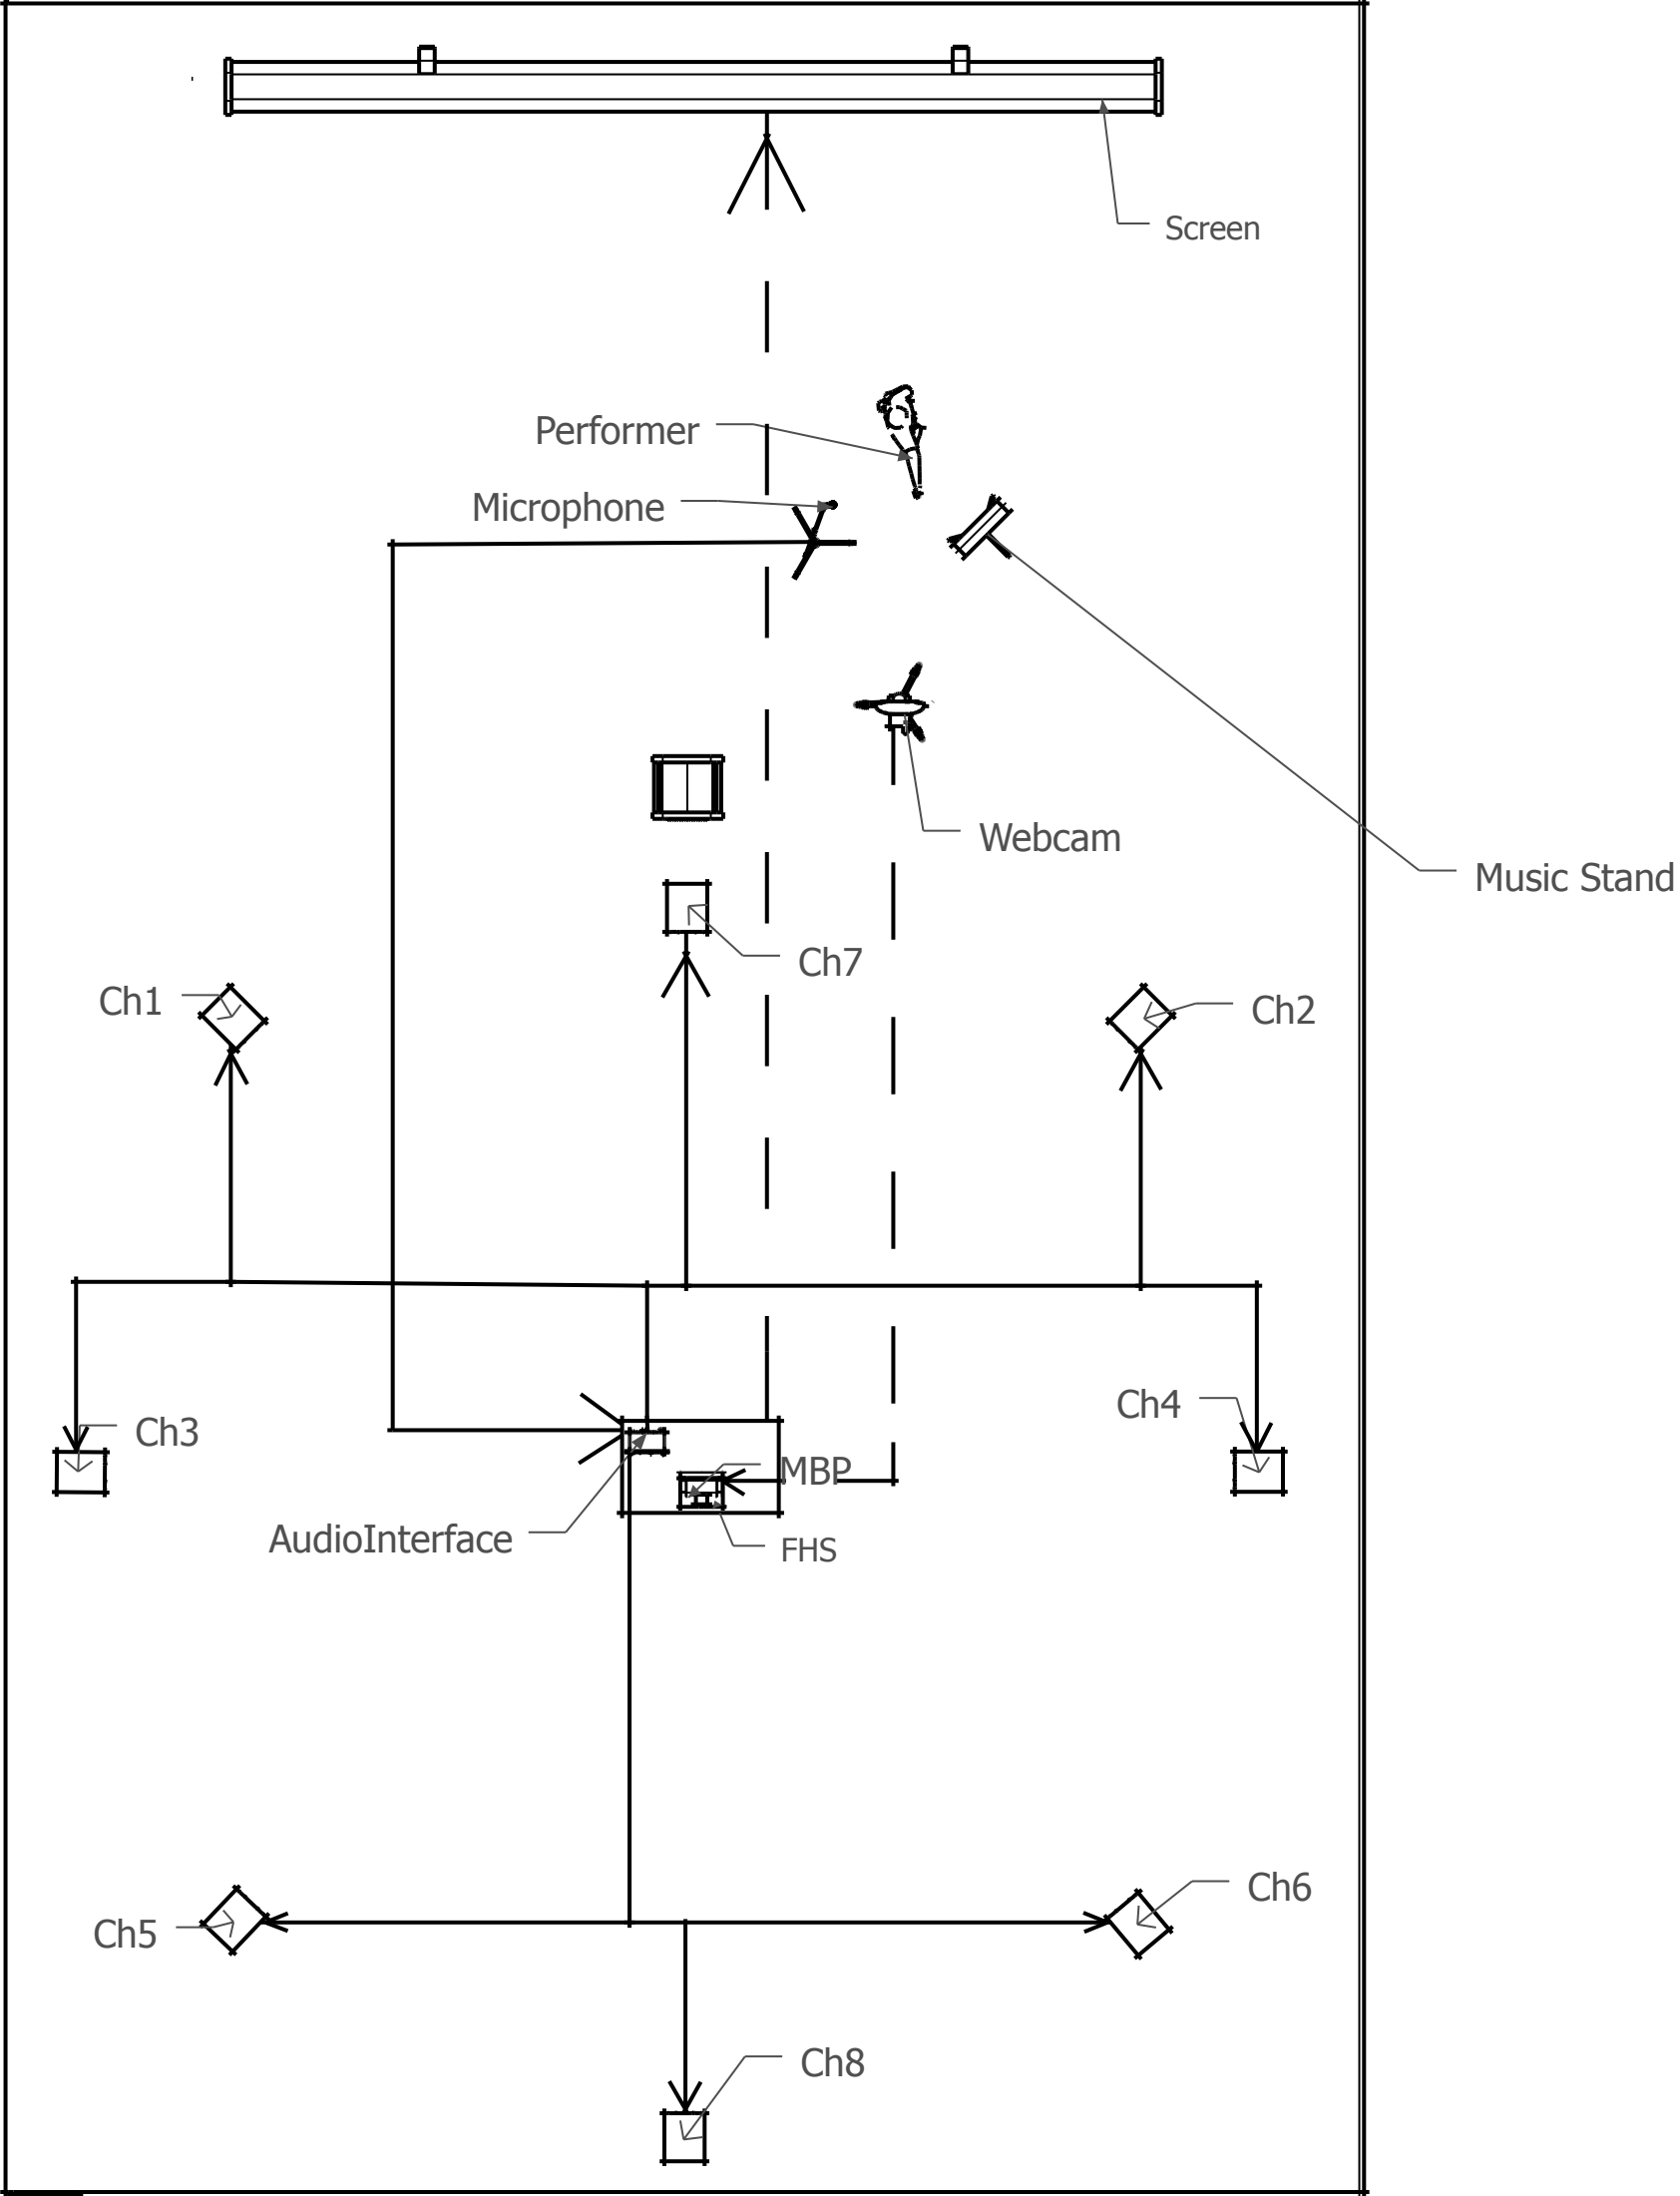 Screen
Performer
Microphone
Webcam
Music Stand
Ch7
Ch1
Ch2
Ch4
Ch3
MBP
AudioInterface
FHS
Ch6
Ch5
Ch8